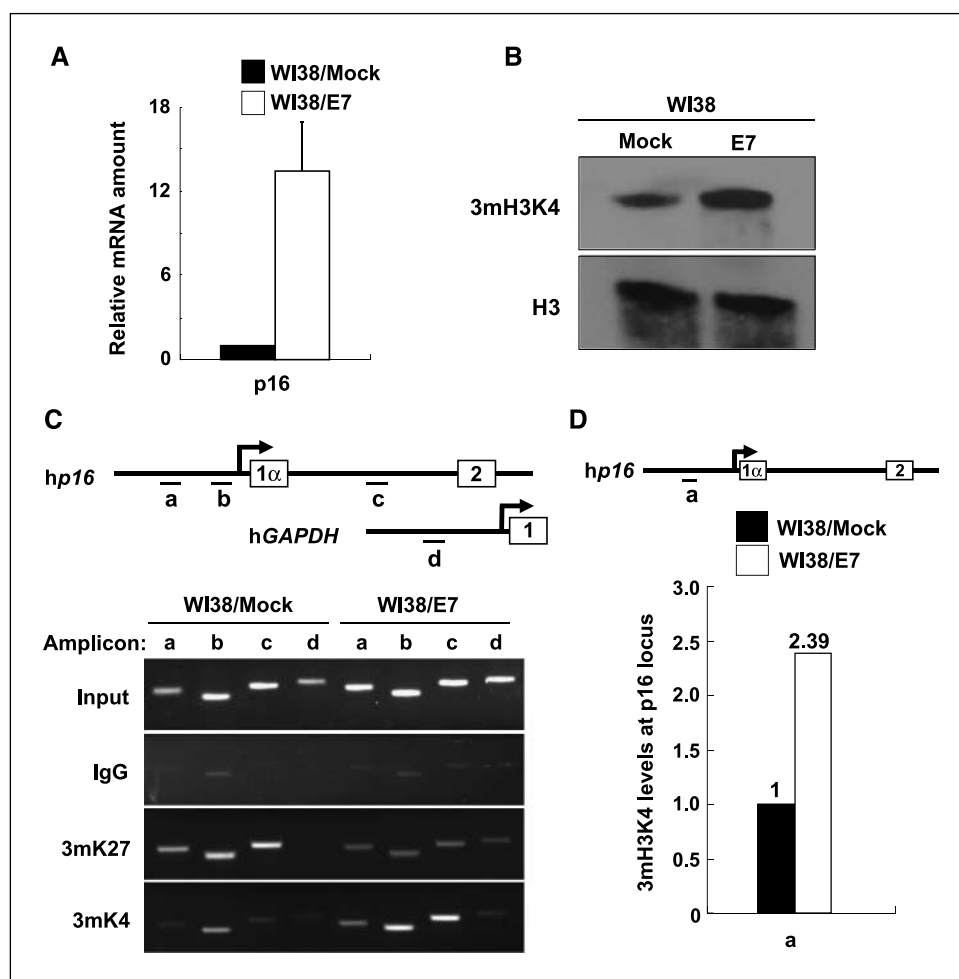 A
WI38/Mock
WI38/E7
18
12
6
0
Relative mRNA amount
p16
B
WI38
Mock E7
3mH3K4
H3
C
hp16
1α 2
a b c
hGAPDH
1
d
WI38/Mock WI38/E7
Amplicon: a b c d a b c d
Input
IgG
3mK27
3mK4
D
hp16
1α 2
a
WI38/Mock
WI38/E7
3.0
2.5
2.0
1.5
1.0
0.5
0
2.39
1
3mH3K4 levels at p16 locus
a